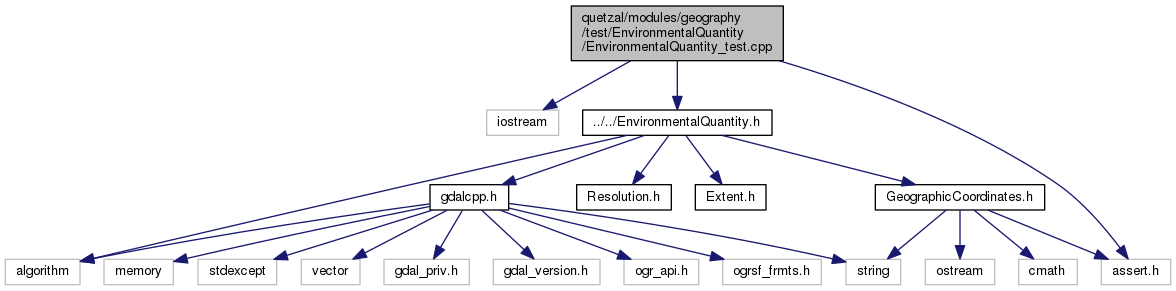 quetzal/modules/geography
/test/EnvironmentalQuantity
/EnvironmentalQuantity_test.cpp
iostream
../../EnvironmentalQuantity.h
gdalcpp.h
Resolution.h
Extent.h
GeographicCoordinates.h
algorithm
memory
stdexcept
vector
gdal_priv.h
gdal_version.h
ogr_api.h
ogrsf_frmts.h
string
ostream
cmath
assert.h